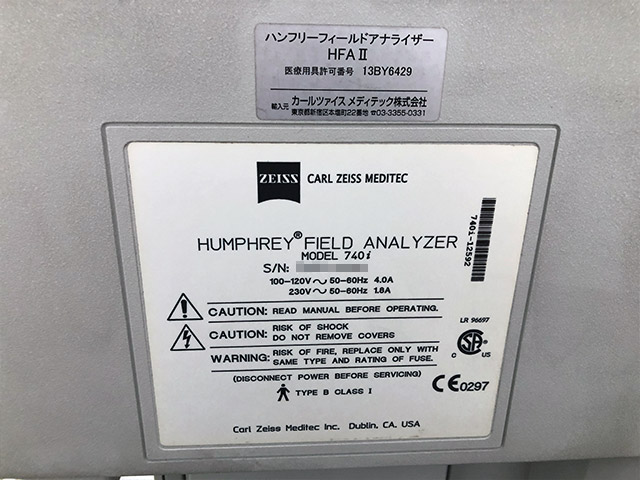 ハンフリーフィールドアナライザー
HFA II
医療用具許可番号 13BY6429
輸入元 カールツァイス メディテック株式会社
東京都新宿区本塩町22番地 ☎03-3355-0331
ZEISS CARL ZEISS MEDITEC
HUMPHREY® FIELD ANALYZER
MODEL 740i
S/N:
100-120V ~ 50-60Hz 4.0A
230V ~ 50-60Hz 1.8A
740i-12592
CAUTION: READ MANUAL BEFORE OPERATING.
CAUTION: RISK OF SHOCK
DO NOT REMOVE COVERS
WARNING: RISK OF FIRE, REPLACE ONLY WITH
SAME TYPE AND RATING OF FUSE.
LR 96697
C SA US
(DISCONNECT POWER BEFORE SERVICING)
TYPE B CLASS I
CE0297
Carl Zeiss Meditec Inc. Dublin, CA. USA